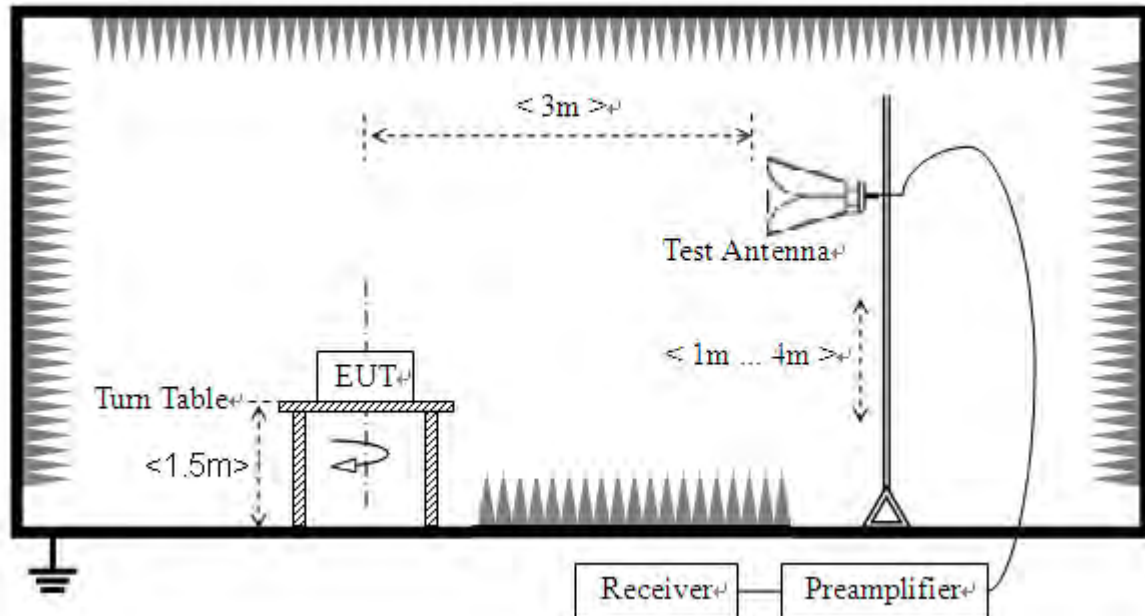 < 3m >↵
Test Antenna↵
< 1m ... 4m >↵
EUT↵
Turn Table↵
<1.5m>
Receiver↵
Preamplifier↵